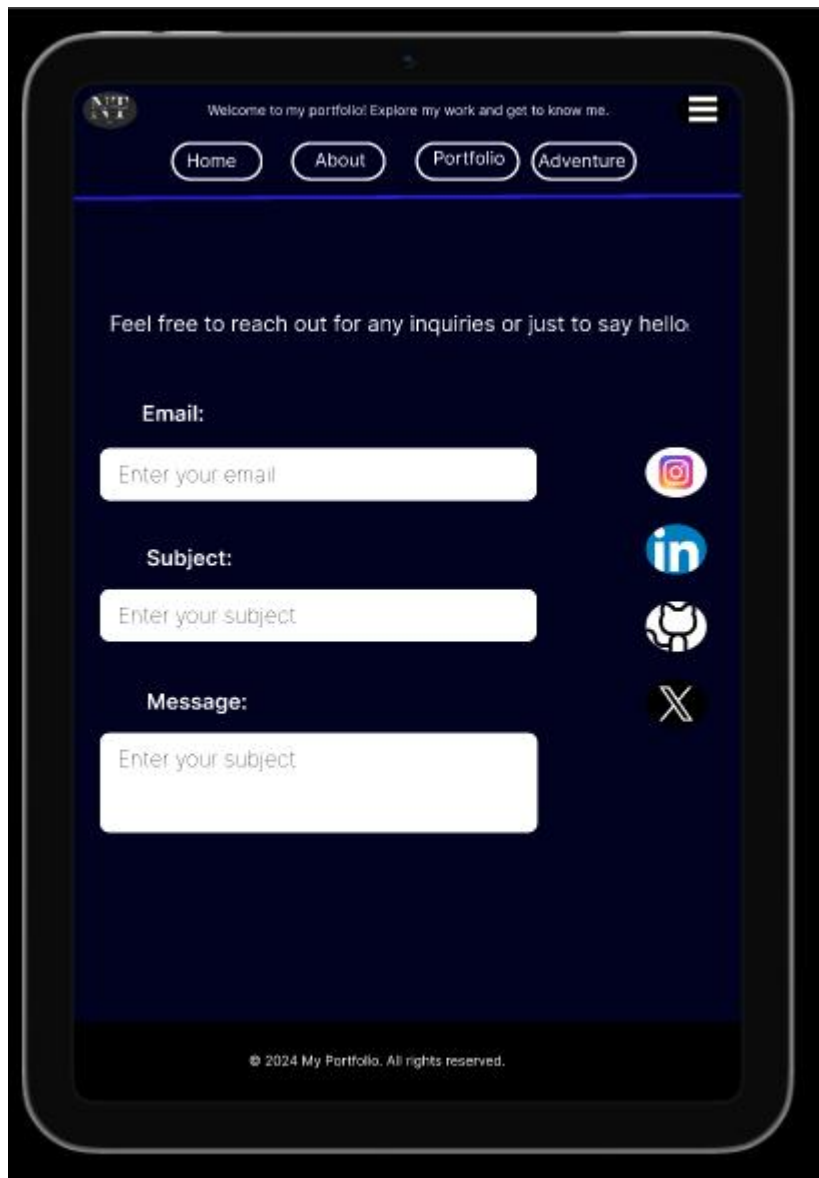 NT
Welcome to my portfolio! Explore my work and get to know me.
Home About Portfolio Adventure
Feel free to reach out for any inquiries or just to say hello.
Email:
Enter your email
Subject:
Enter your subject
Message:
Enter your subject
in
X
© 2024 My Portfolio. All rights reserved.